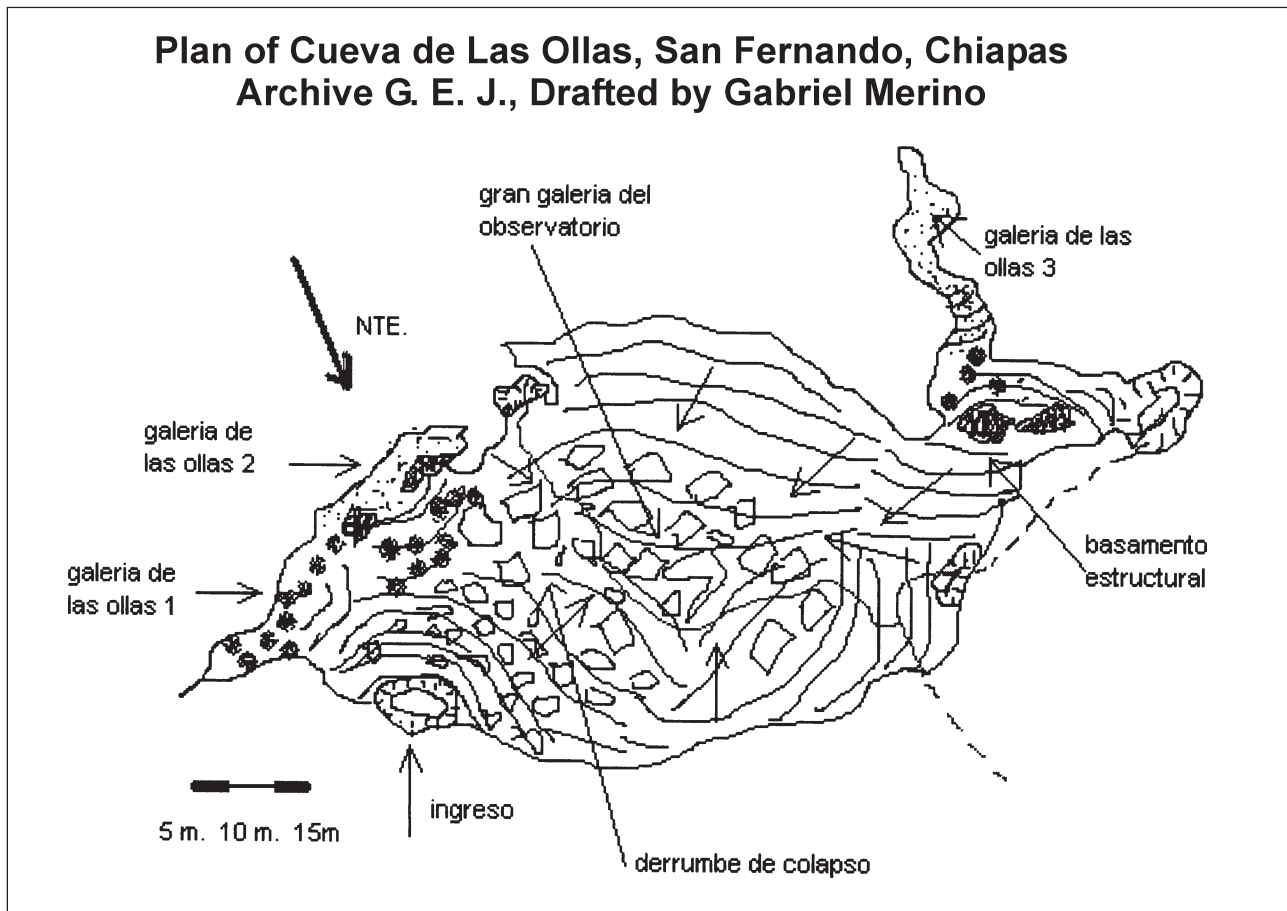 Plan of Cueva de Las Ollas, San Fernando, Chiapas
Archive G. E. J., Drafted by Gabriel Merino
gran galeria del
observatorio
galeria de las
ollas 3
NTE.
galeria de
las ollas 2
basamento
estructural
galeria de
las ollas 1
ingreso
5 m. 10 m. 15m
derrumbe de colapso